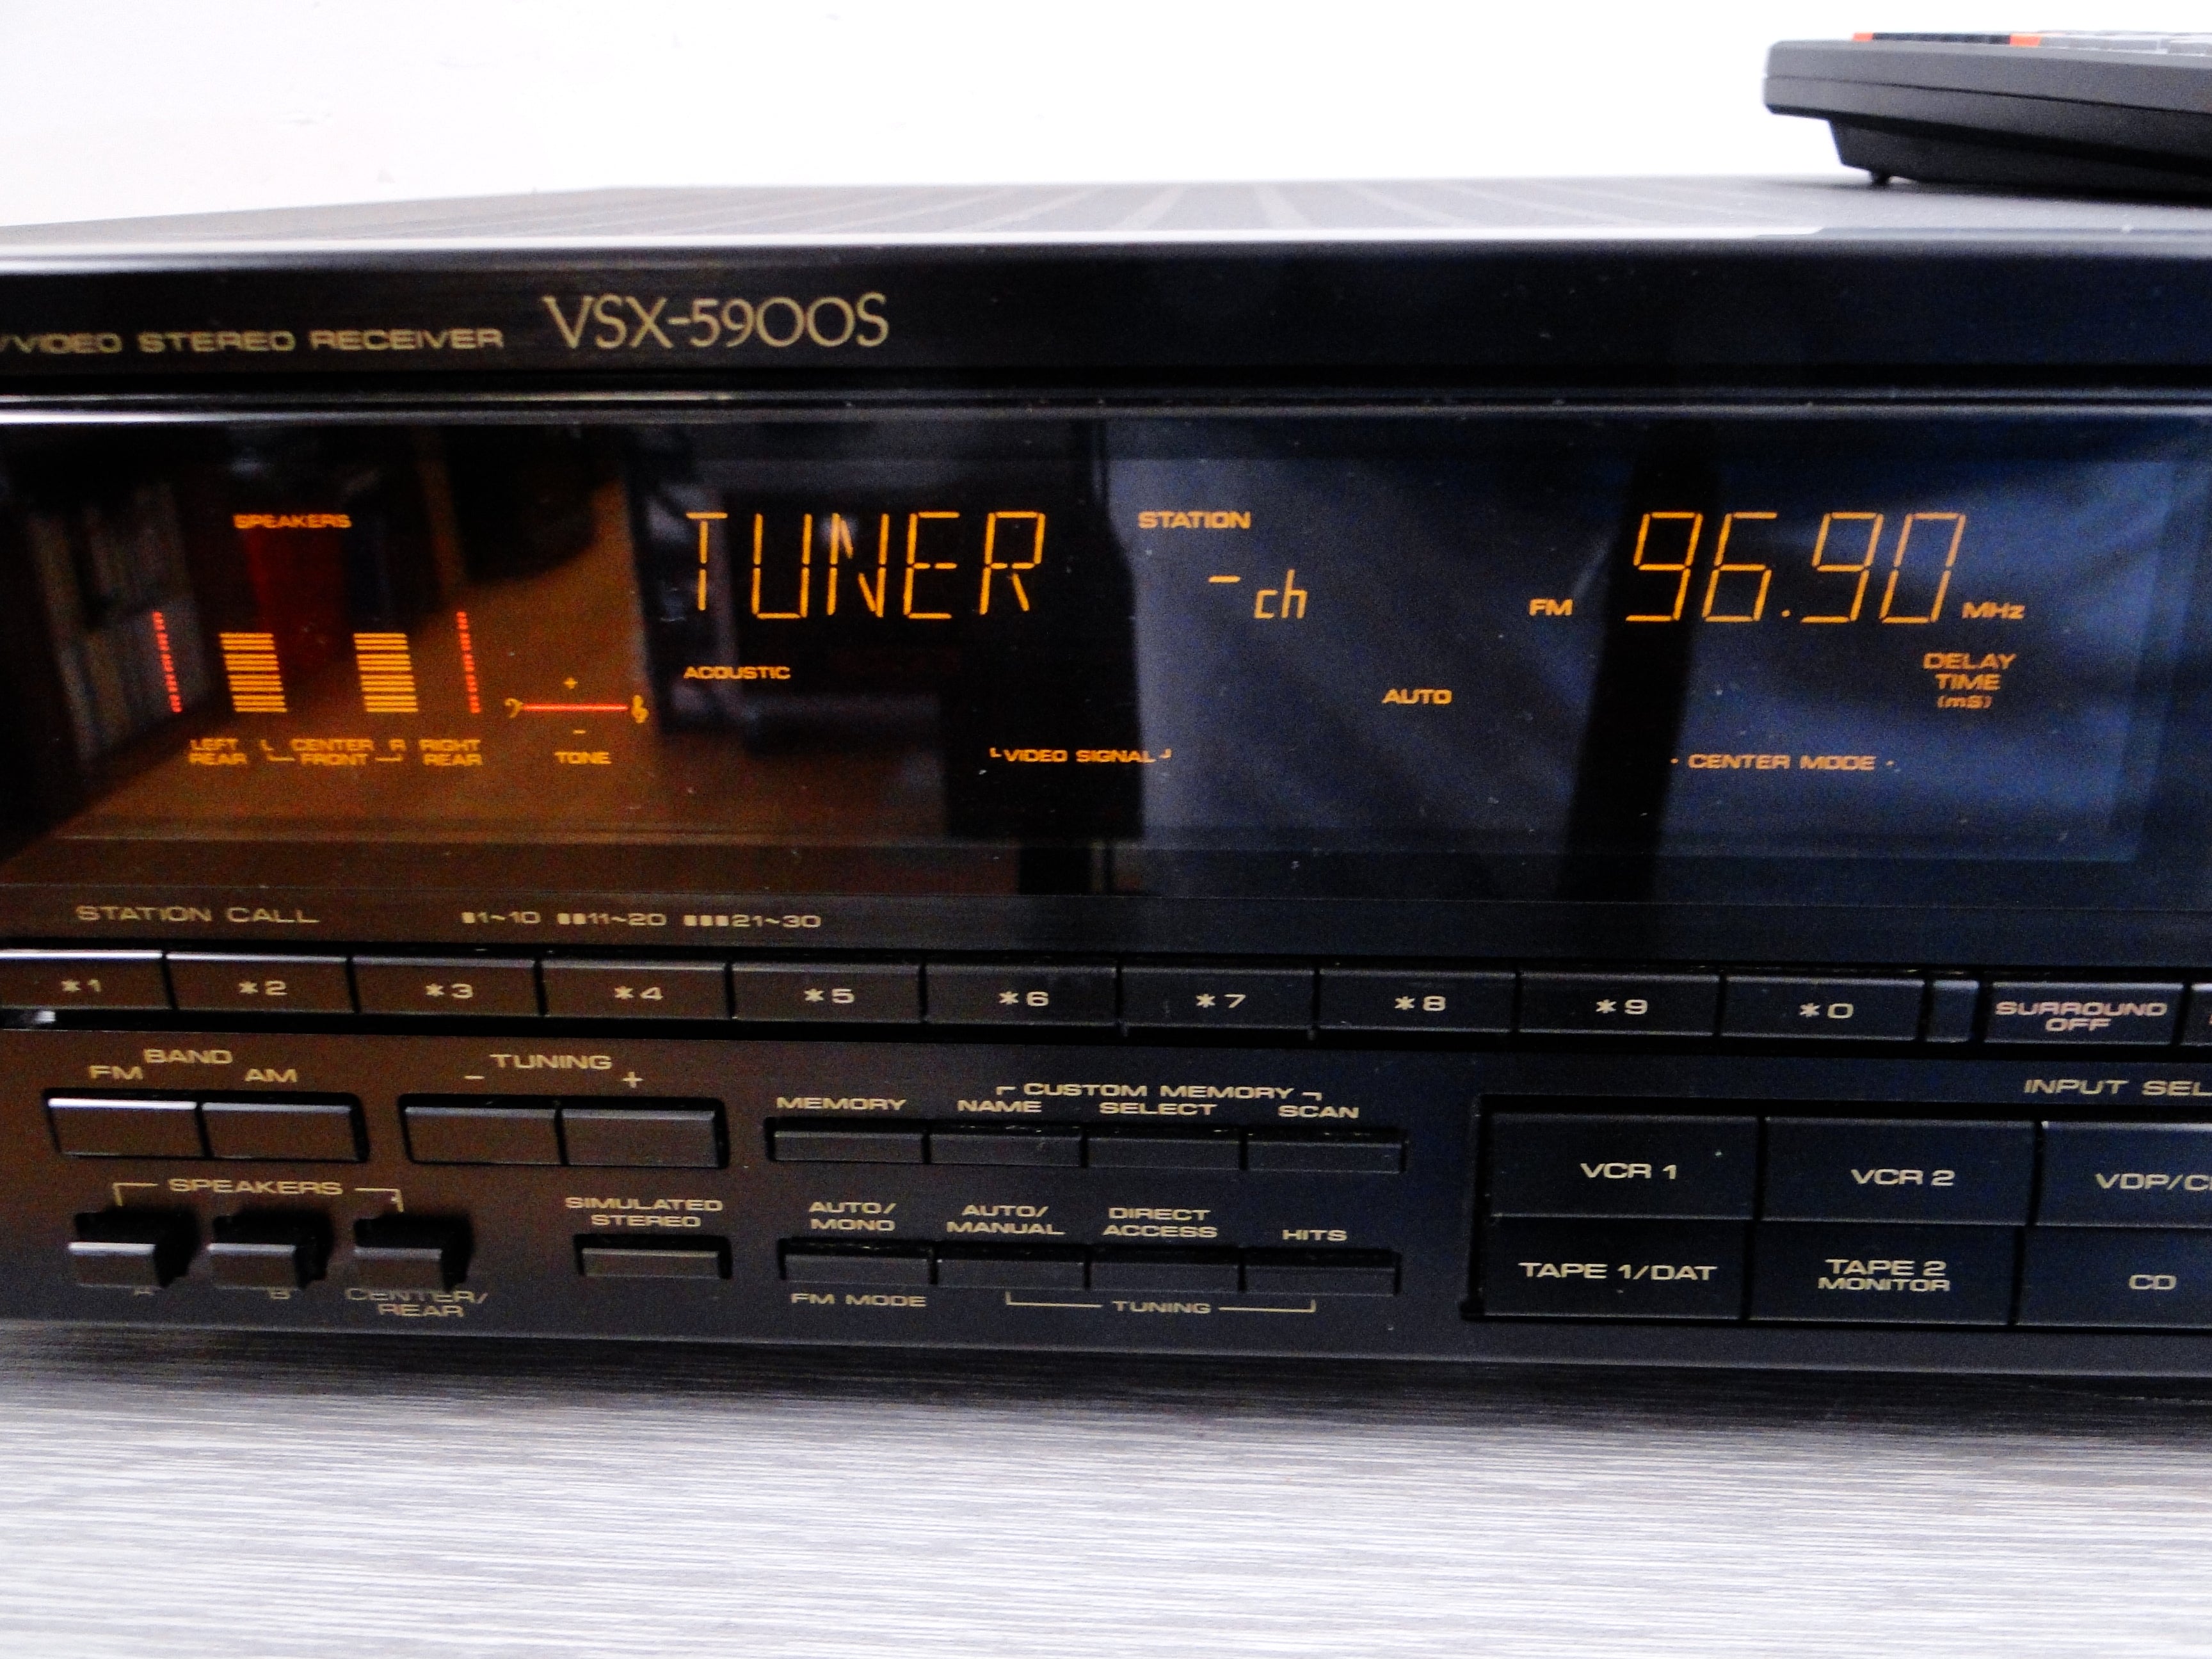 /VIDEO STEREO RECEIVER VSX-5900S
SPEAKERS
TUNER
STATION
-ch
FM 96.90 MHz
ACOUSTIC
AUTO
DELAY
TIME
(mS)
+
-
TONE
LEFT
REAR
L CENTER R
FRONT
RIGHT
REAR
VIDEO SIGNAL
· CENTER MODE ·
STATION CALL ■1~10 ■■11~20 ■■■21~30
*1 *2 *3 *4 *5 *6 *7 *8 *9 *0
SURROUND
OFF
BAND
FM AM
TUNING
- +
CUSTOM MEMORY
MEMORY NAME SELECT SCAN
INPUT SEL
VCR 1 VCR 2 VDP/C
SPEAKERS
A B CENTER/
REAR
SIMULATED
STEREO
AUTO/
MONO
AUTO/
MANUAL
DIRECT
ACCESS
HITS
FM MODE TUNING
TAPE 1/DAT
TAPE 2
MONITOR
CD